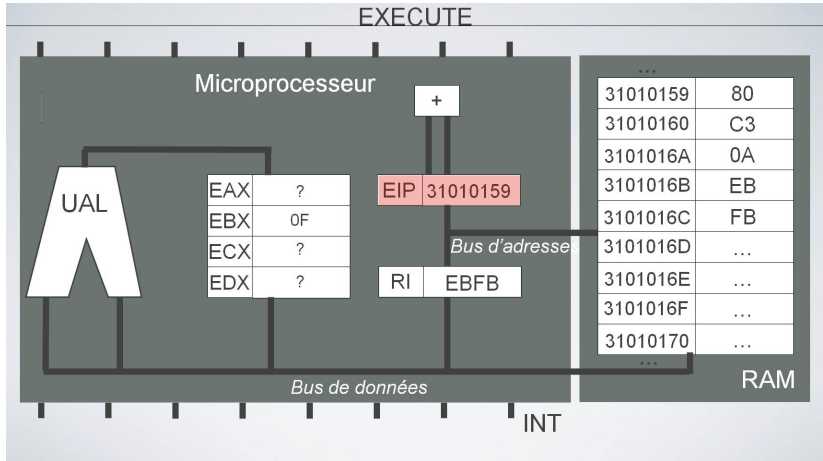 EXECUTE
Microprocesseur
+
UAL
EAX ?
EBX 0F
ECX ?
EDX ?
EIP 31010159
Bus d'adresses
RI EBFB
Bus de données
INT
...
31010159 80
31010160 C3
3101016A 0A
3101016B EB
3101016C FB
3101016D ...
3101016E ...
3101016F ...
31010170 ...
...
RAM